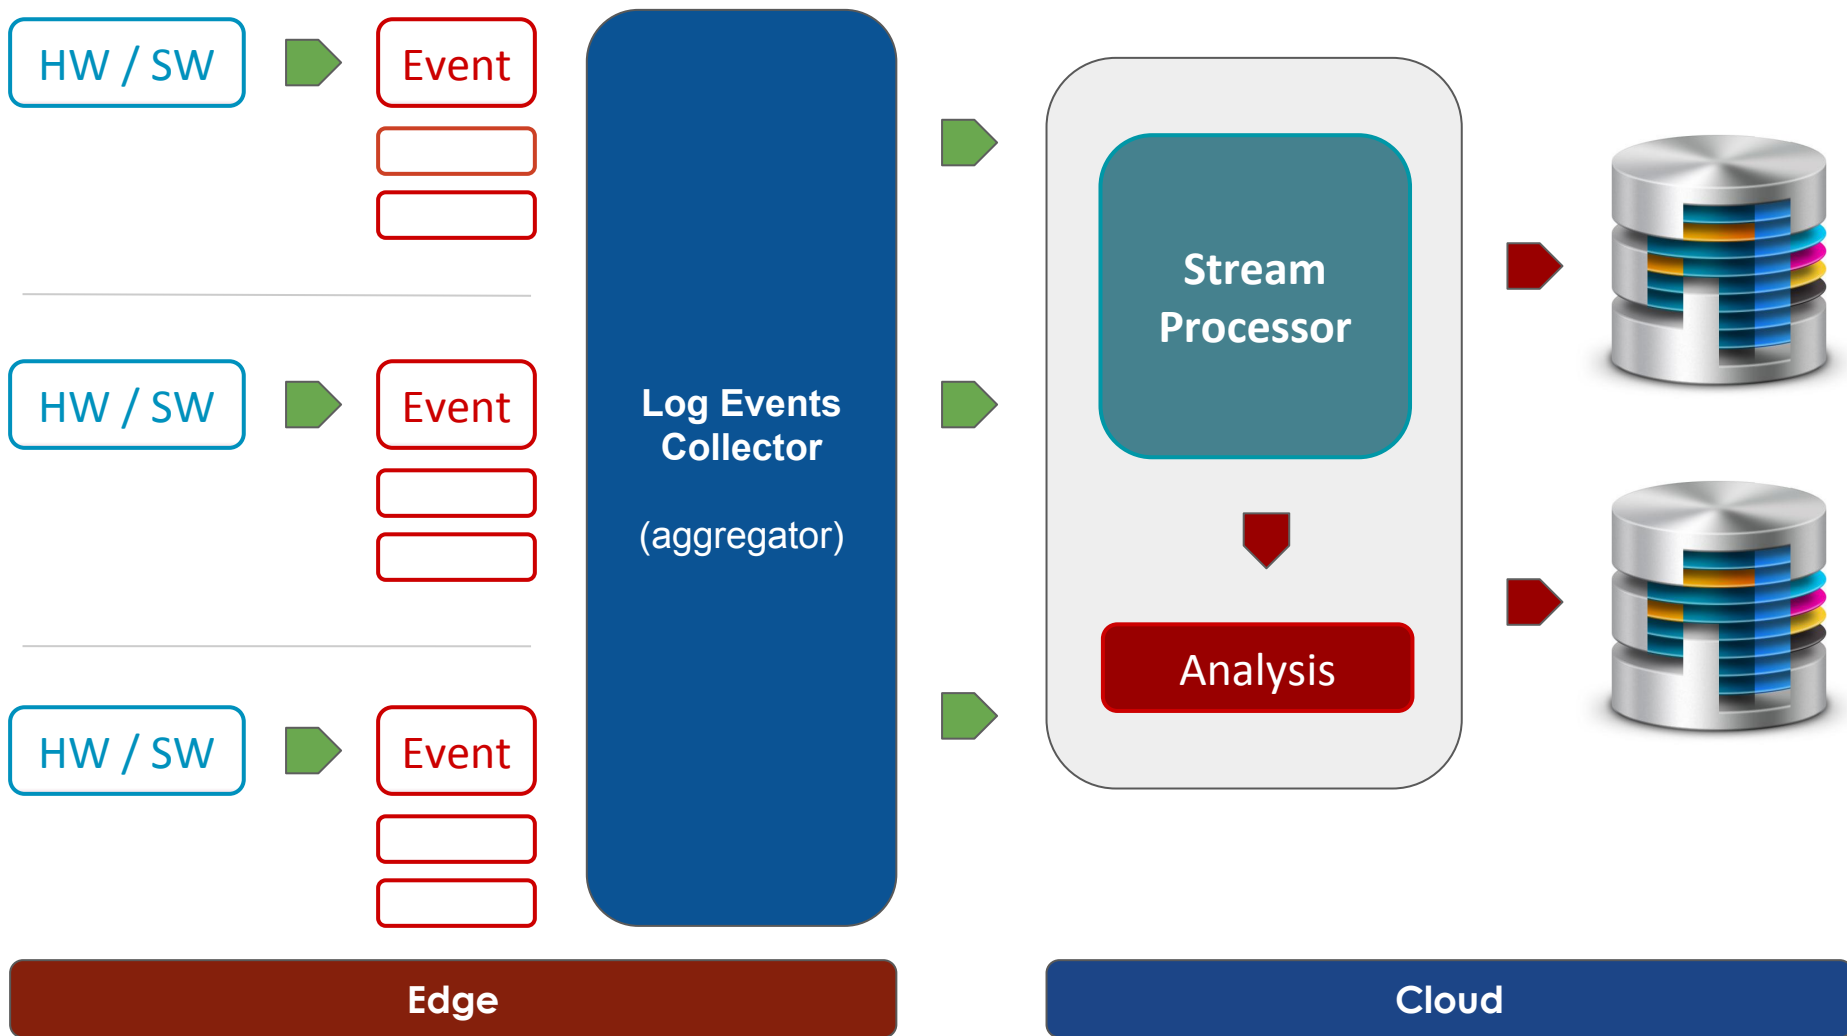 HW / SW
Event
HW / SW
Event
HW / SW
Event
Log Events
Collector
(aggregator)
Stream
Processor
Analysis
Edge
Cloud